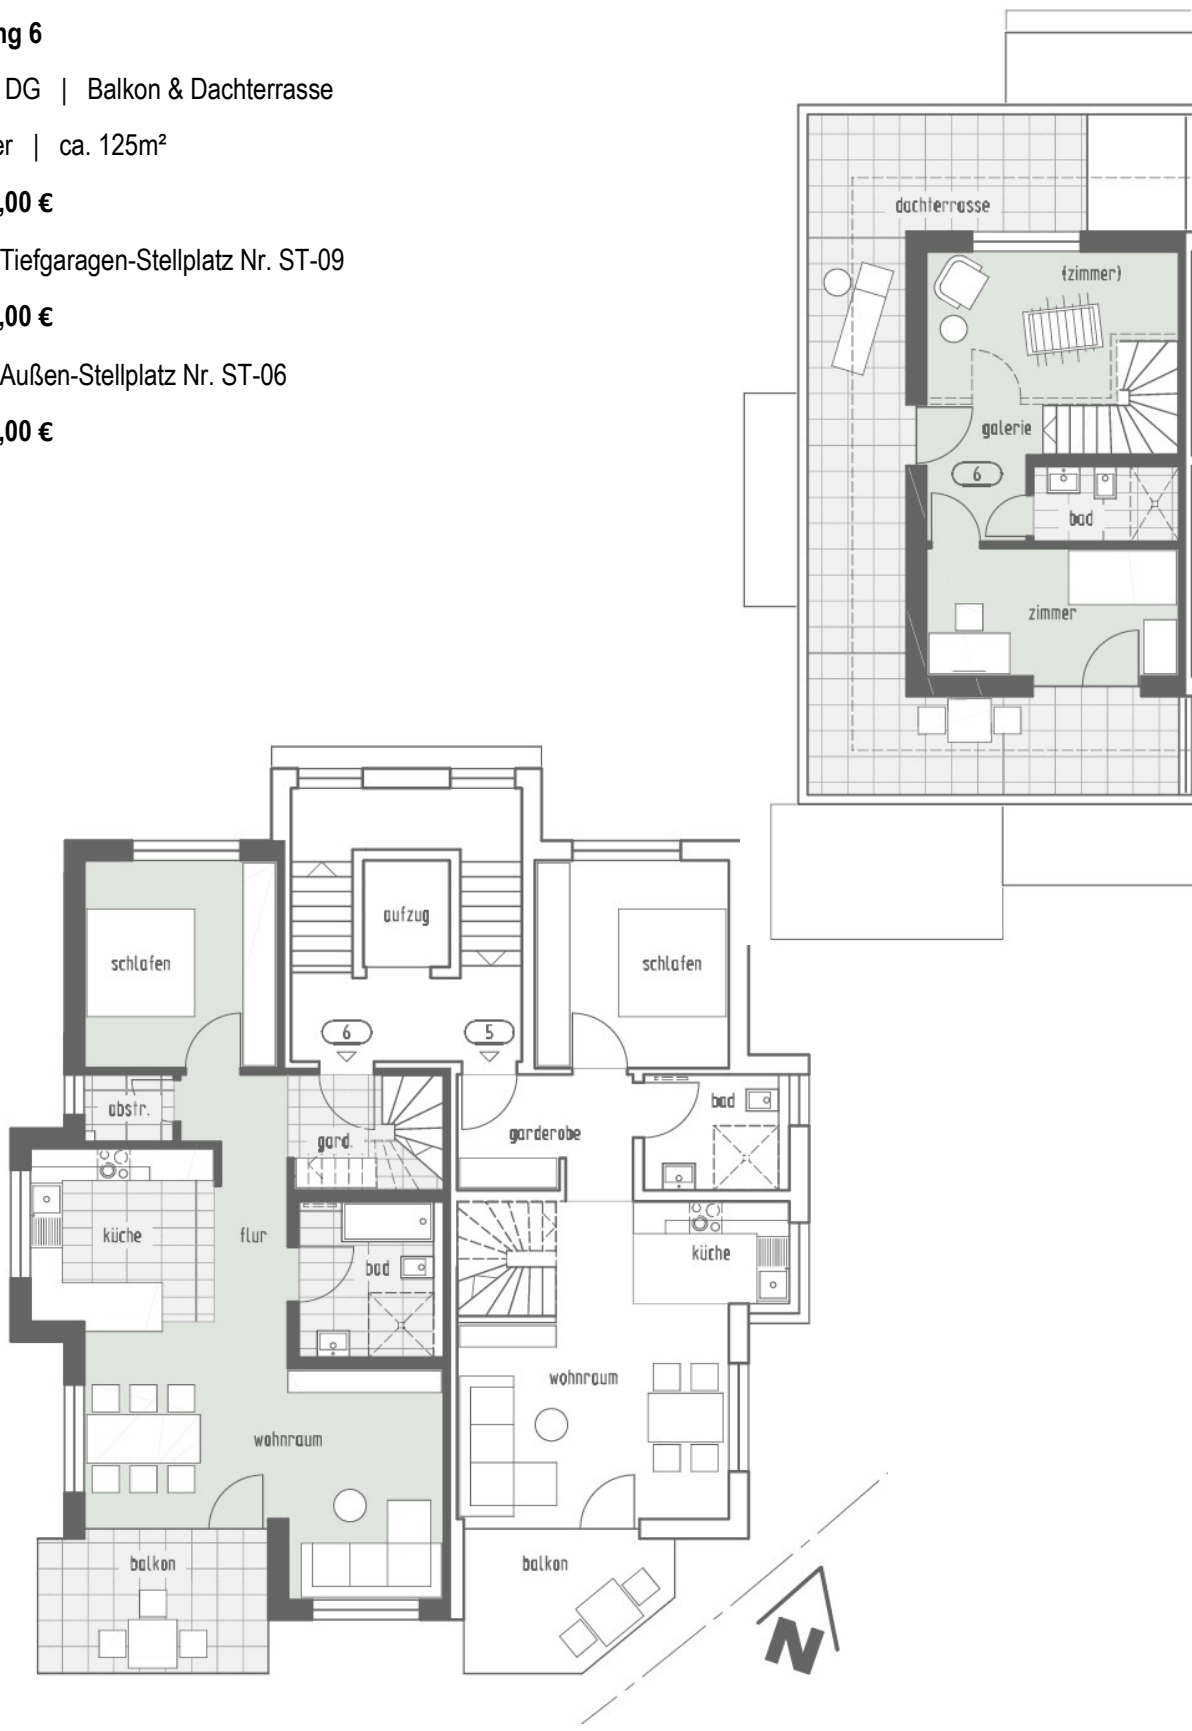 ng 6
DG | Balkon & Dachterrasse
er | ca. 125m²
,00 €
Tiefgaragen-Stellplatz Nr. ST-09
,00 €
Außen-Stellplatz Nr. ST-06
,00 €
dachterrasse
(zimmer)
galerie
6
bad
zimmer
aufzug
schlafen
schlafen
6
5
abstr.
gard.
garderobe
bad
küche
flur
bad
küche
wohnraum
wohnraum
balkon
balkon
N